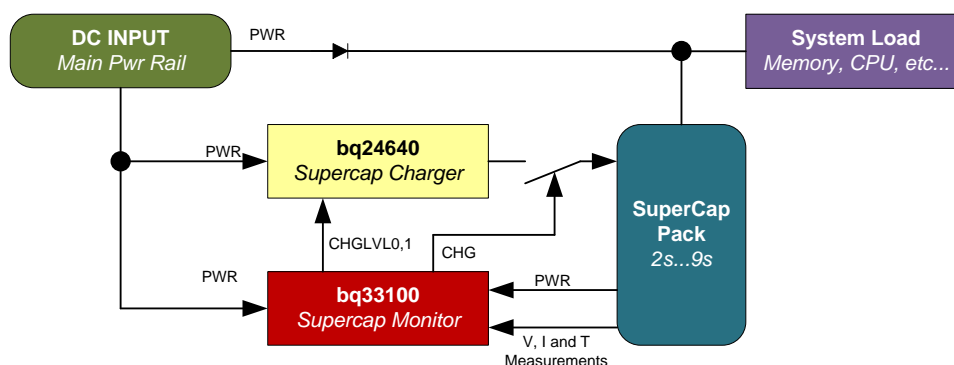 DC INPUT
Main Pwr Rail
PWR
System Load
Memory, CPU, etc...
PWR
bq24640
Supercap Charger
SuperCap
Pack
2s...9s
CHGLVL0,1
CHG
PWR
bq33100
Supercap Monitor
PWR
V, I and T
Measurements